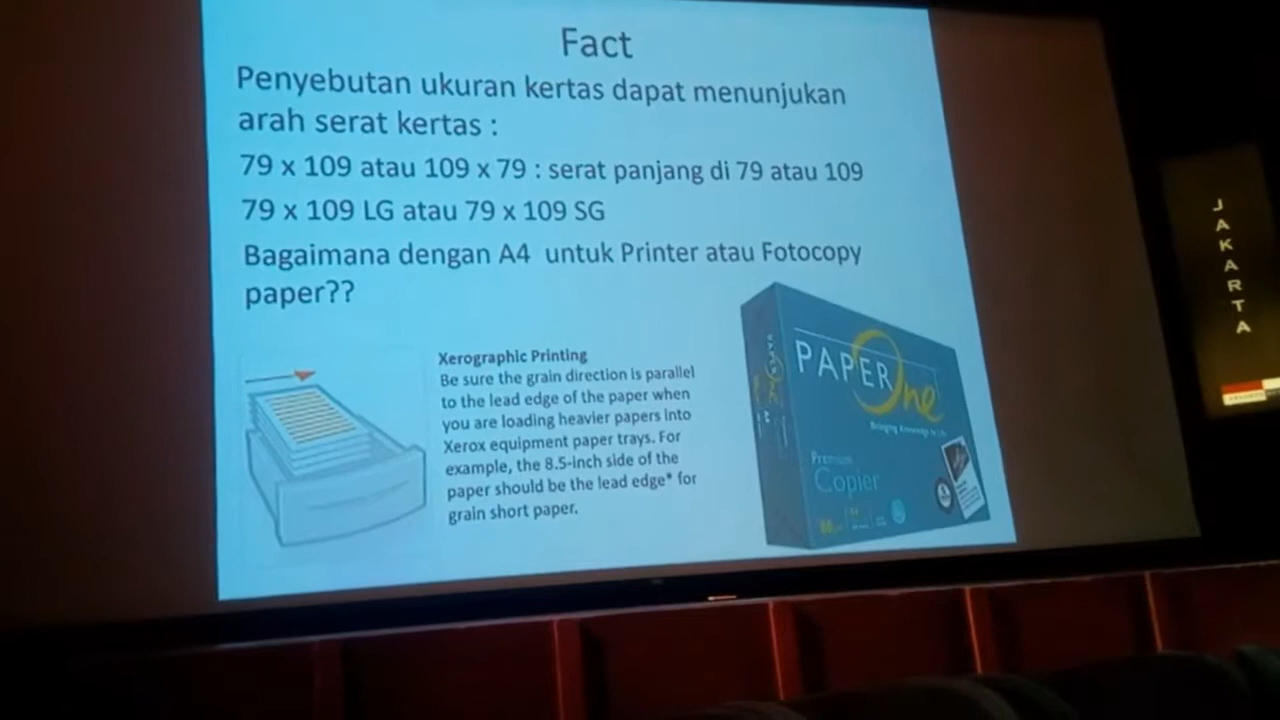 Fact
Penyebutan ukuran kertas dapat menunjukan
arah serat kertas :
79 x 109 atau 109 x 79 : serat panjang di 79 atau 109
79 x 109 LG atau 79 x 109 SG
Bagaimana dengan A4 untuk Printer atau Fotocopy
paper??
Xerographic Printing
Be sure the grain direction is parallel
to the lead edge of the paper when
you are loading heavier papers into
Xerox equipment paper trays. For
example, the 8.5-inch side of the
paper should be the lead edge* for
grain short paper.
PAPER One
Premium
Copier
JAKARTA